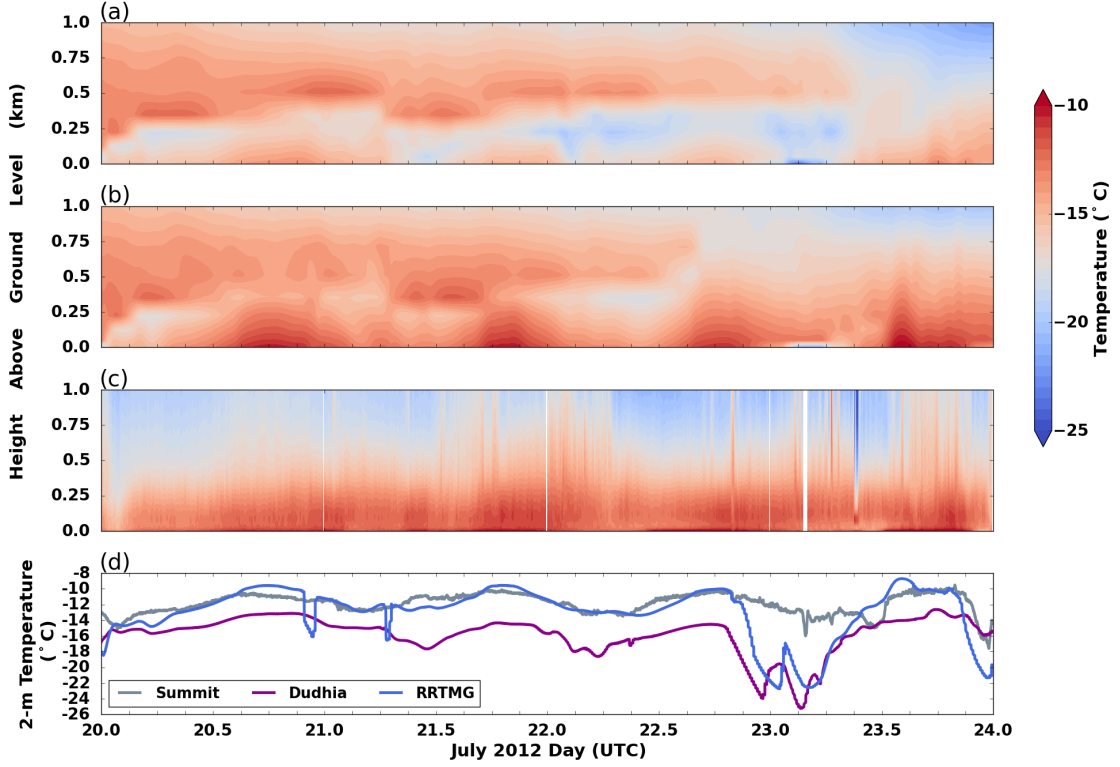 (a)
1.0
0.75
0.5
0.25
0.0
(b)
1.0
0.75
0.5
0.25
0.0
(c)
1.0
0.75
0.5
0.25
0.0
Height Above Ground Level (km)
−10
−15
−20
−25
Temperature (˚C)
(d)
-8
-10
-12
-14
-16
-18
-20
-22
-24
-26
2-m Temperature
(˚C)
Summit Dudhia RRTMG
20.0 20.5 21.0 21.5 22.0 22.5 23.0 23.5 24.0
July 2012 Day (UTC)